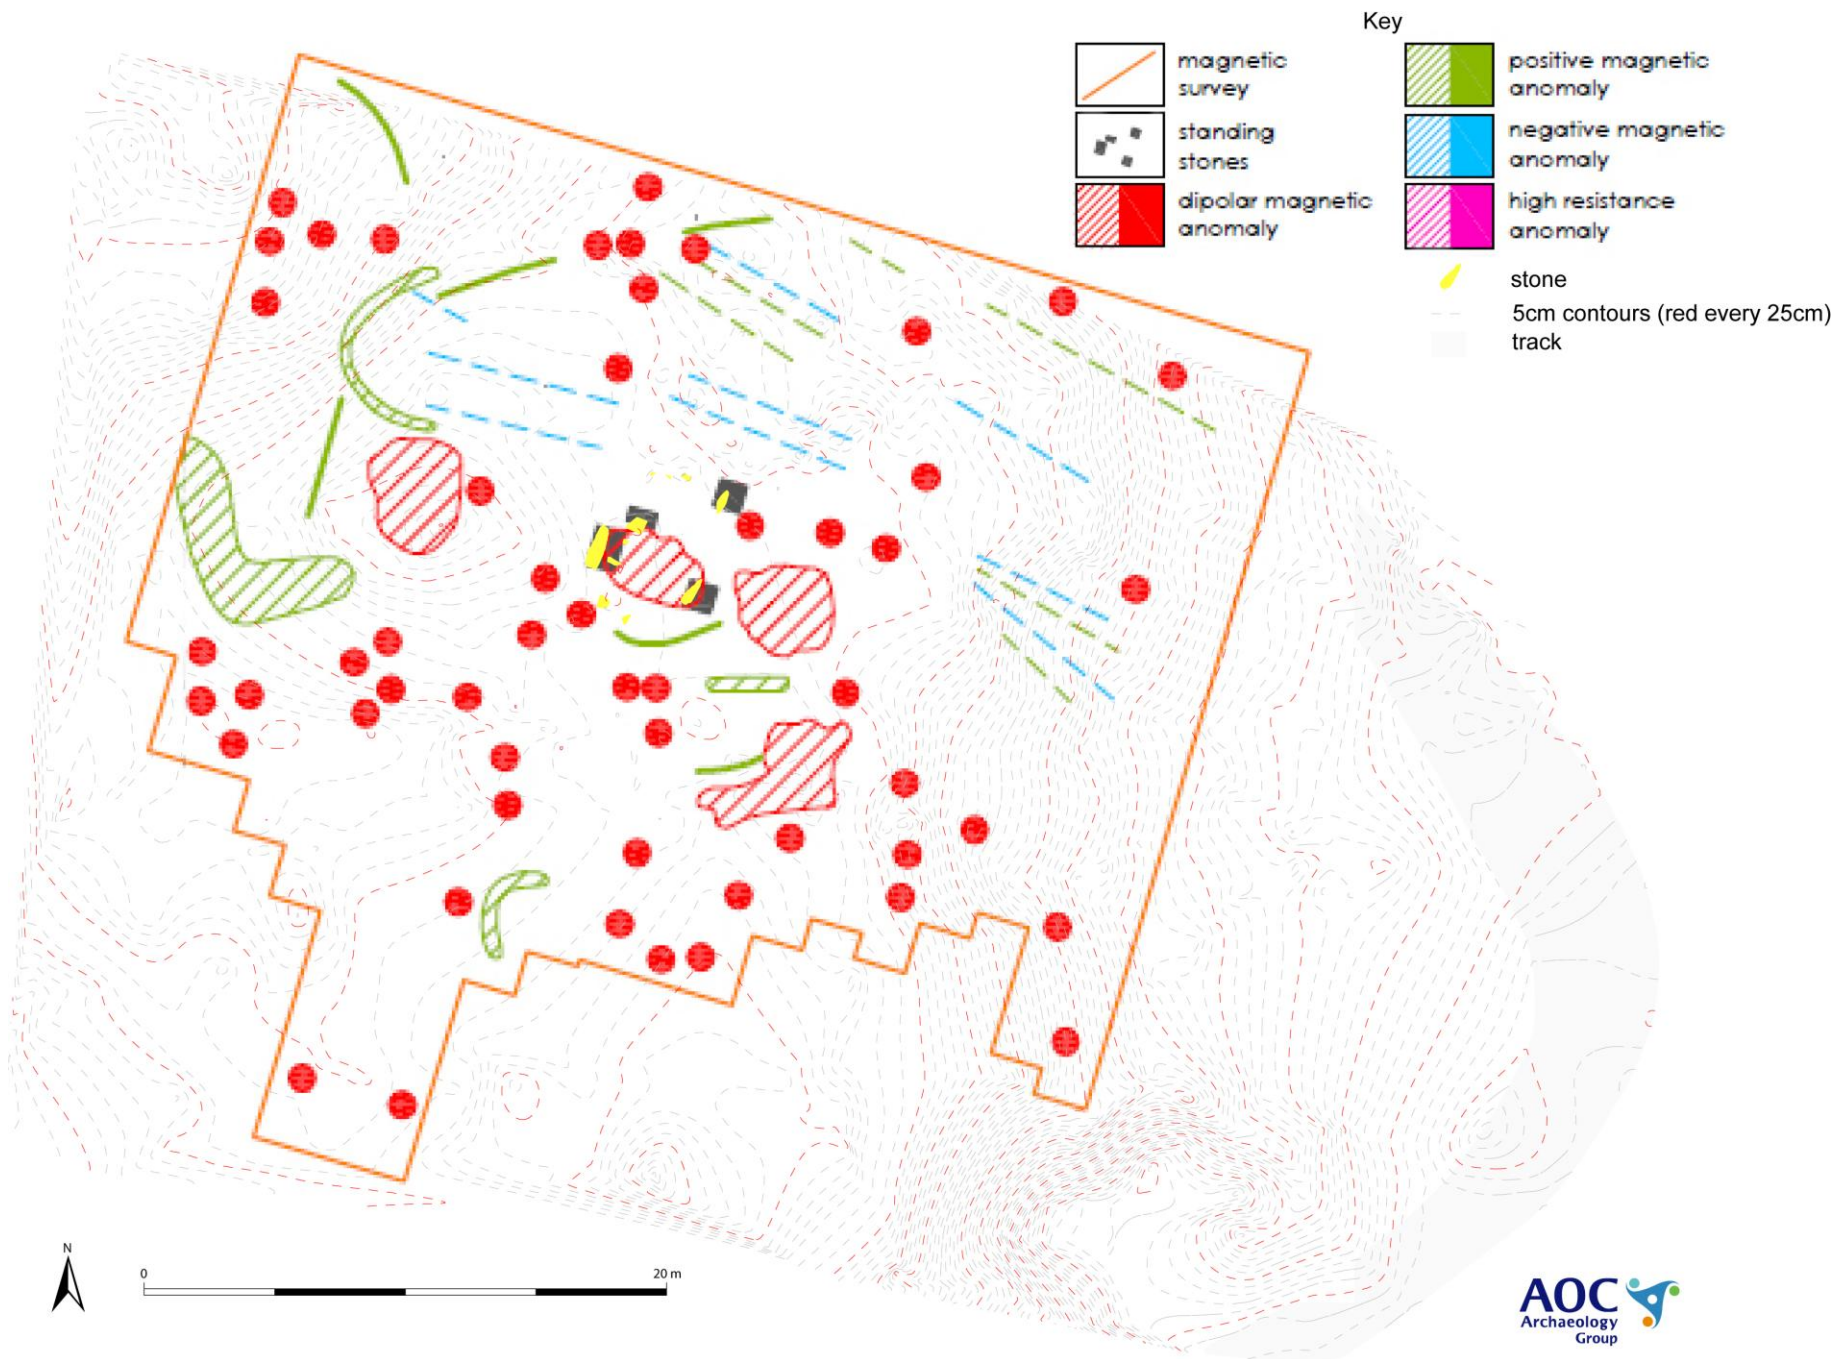 Key
magnetic
survey
positive magnetic
anomaly
standing
stones
negative magnetic
anomaly
dipolar magnetic
anomaly
high resistance
anomaly
stone
5cm contours (red every 25cm)
track
N
0
20 m
AOC
Archaeology
Group